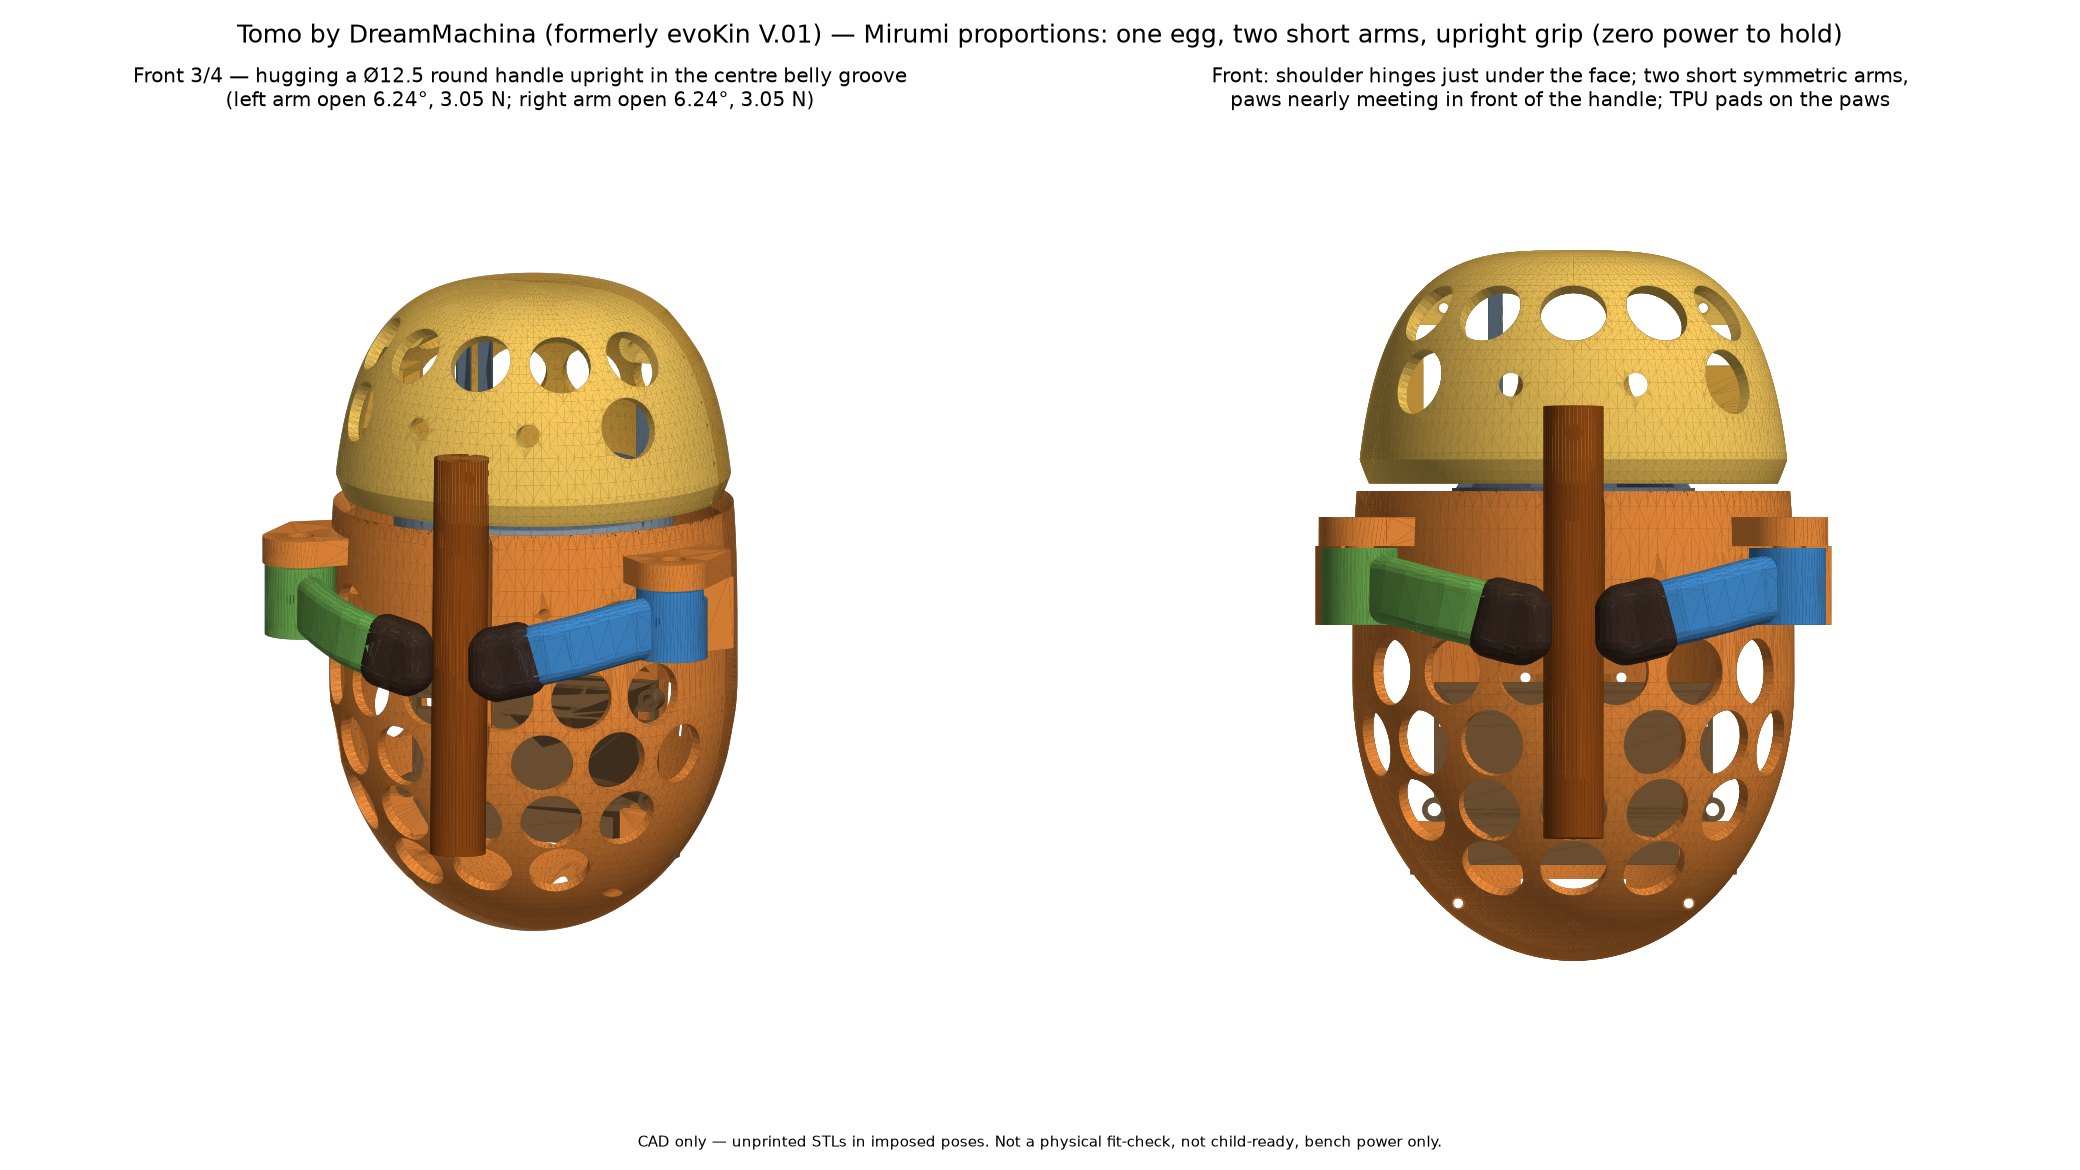 Tomo by DreamMachina (formerly evoKin V.01) — Mirumi proportions: one egg, two short arms, upright grip (zero power to hold)
Front 3/4 — hugging a Ø12.5 round handle upright in the centre belly groove
(left arm open 6.24°, 3.05 N; right arm open 6.24°, 3.05 N)
Front: shoulder hinges just under the face; two short symmetric arms,
paws nearly meeting in front of the handle; TPU pads on the paws
CAD only — unprinted STLs in imposed poses. Not a physical fit-check, not child-ready, bench power only.